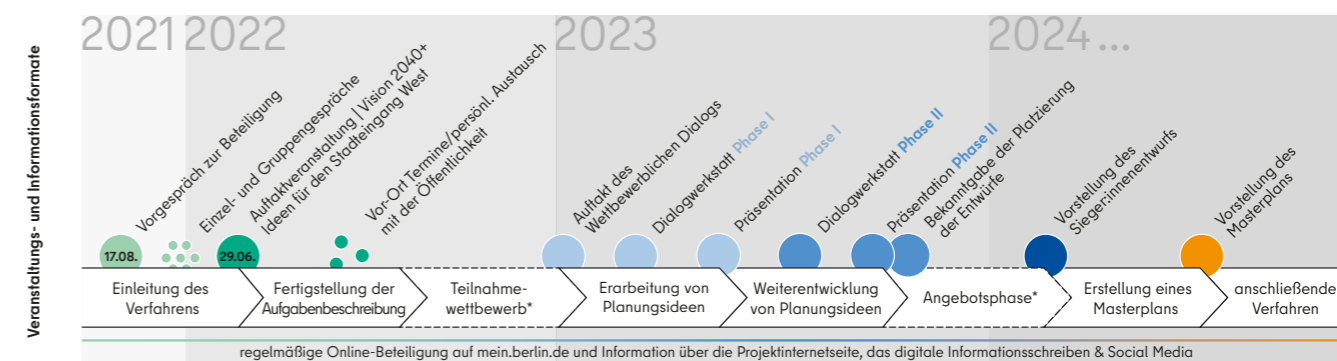 Veranstaltungs- und Informationsformate
2021
2022
2023
2024...
Vorgespräch zur Beteiligung
Einzel- und Gruppengespräche
Auftaktveranstaltung | Vision 2040+
Ideen für den Stadteingang West
Vor-Ort Termine/persönl. Austausch
mit der Öffentlichkeit
Auftakt des
Wettbewerblichen Dialogs
Dialogwerkstatt Phase I
Präsentation Phase I
Dialogwerkstatt Phase II
Präsentation Phase II
Bekanntgabe der Platzierung
der Entwürfe
Vorstellung des
Sieger:innenentwurfs
Vorstellung des
Masterplans
17.08.
29.06.
Einleitung des
Verfahrens
Fertigstellung der
Aufgabenbeschreibung
Teilnahme-
wettbewerb*
Erarbeitung von
Planungsideen
Weiterentwicklung
von Planungsideen
Angebotsphase*
Erstellung eines
Masterplans
anschließende
Verfahren
regelmäßige Online-Beteiligung auf mein.berlin.de und Information über die Projektinternetseite, das digitale Informationsschreiben & Social Media